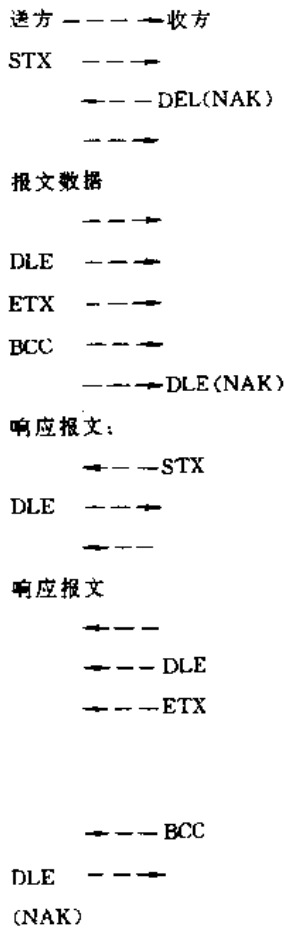 送方 收方
STX
DEL(NAK)
报文数据
DLE
ETX
BCC
DLE(NAK)
响应报文:
STX
DLE
响应报文
DLE
ETX
BCC
DLE
(NAK)